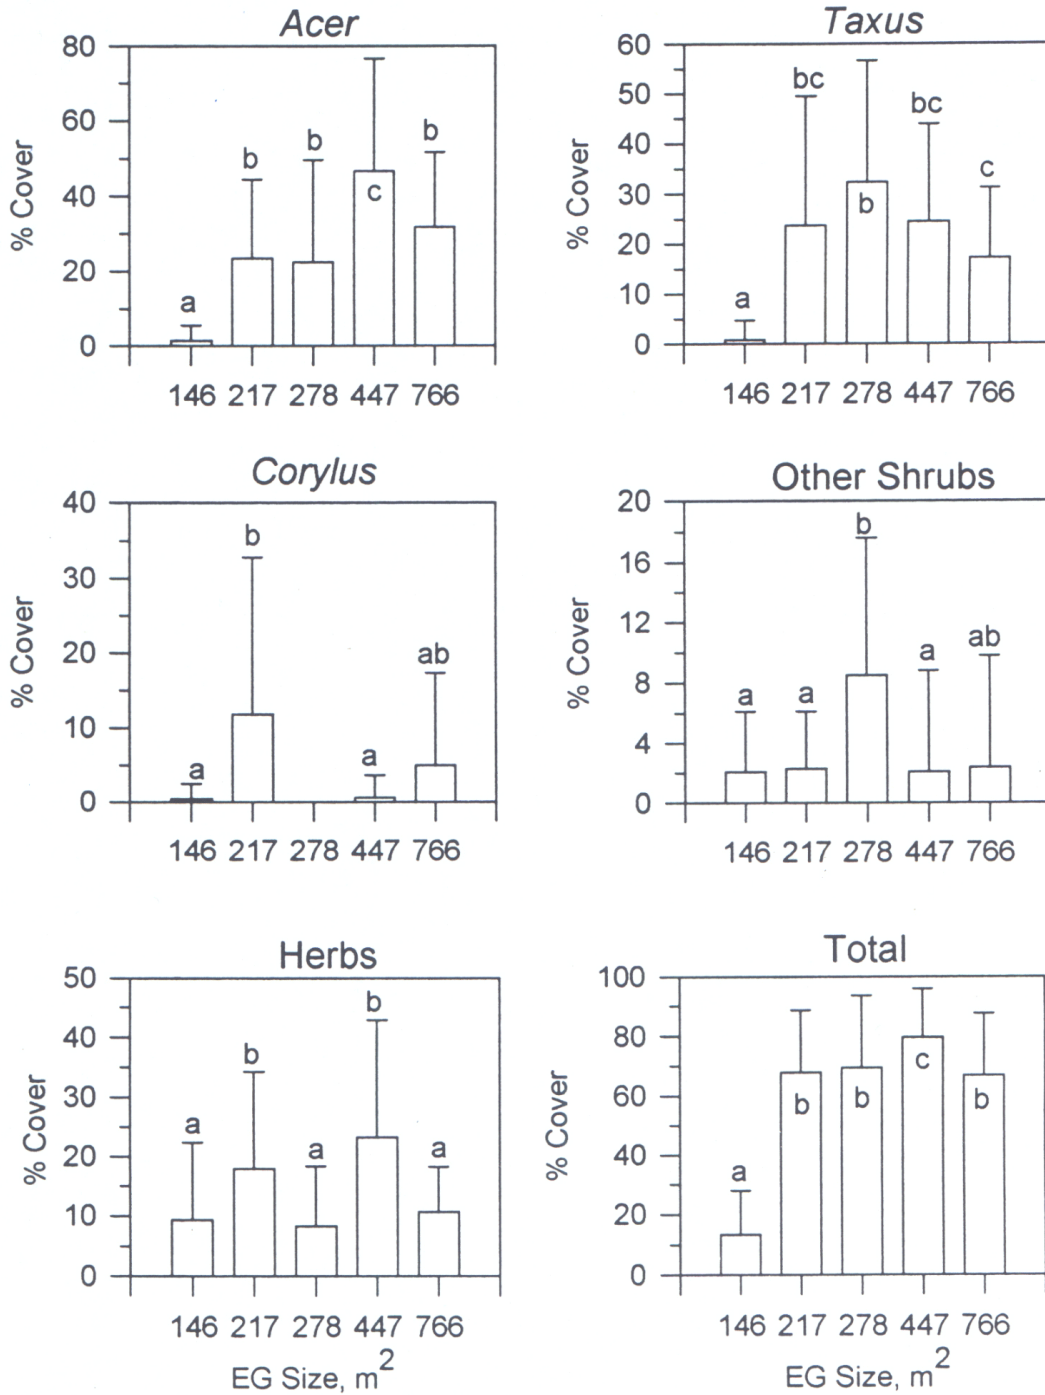 Acer
80
60
40
20
0
% Cover
a
b
b
c
b
146 217 278 447 766
Taxus
60
50
40
30
20
10
0
% Cover
a
bc
b
bc
c
146 217 278 447 766
Corylus
40
30
20
10
0
% Cover
a
b
a
ab
146 217 278 447 766
Other Shrubs
20
16
12
8
4
0
% Cover
a
a
b
a
ab
146 217 278 447 766
Herbs
50
40
30
20
10
0
% Cover
a
b
a
b
a
146 217 278 447 766
EG Size, m²
Total
100
80
60
40
20
0
% Cover
a
b
b
c
b
146 217 278 447 766
EG Size, m²